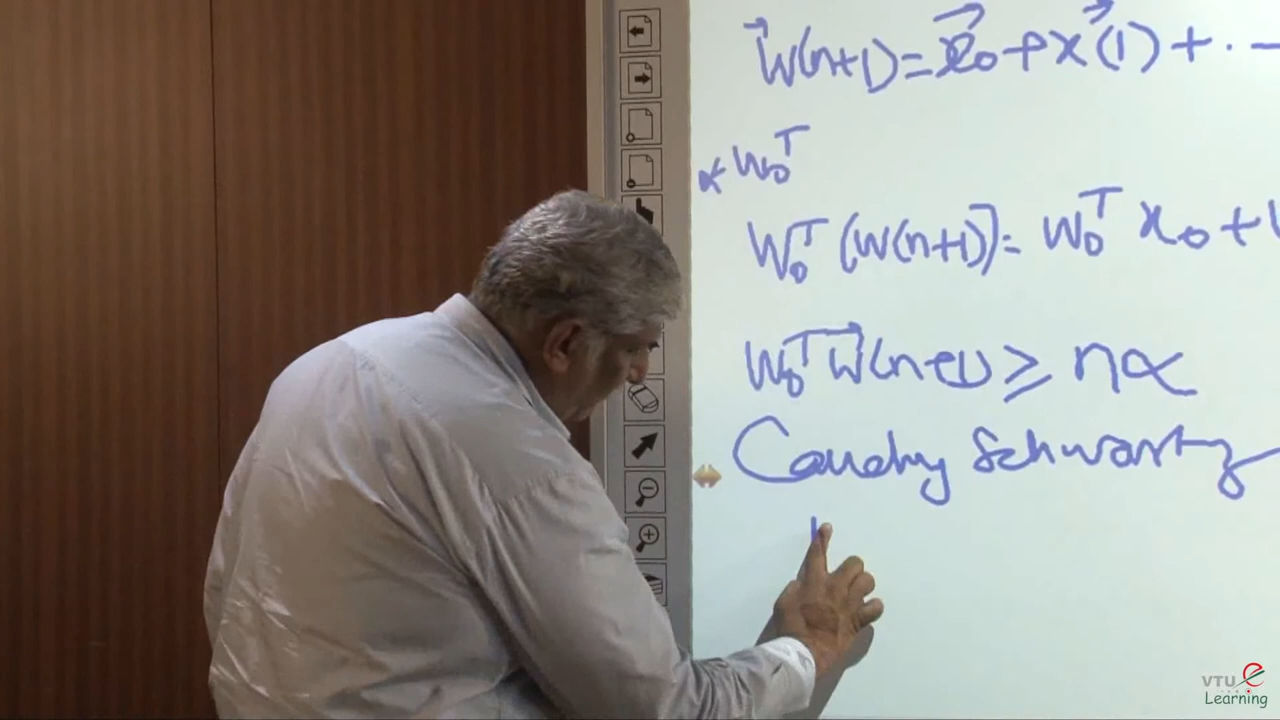 W(n+1) = x₀ + x(1) + ...
* W₀ᵀ
W₀ᵀ (W(n+1)) = W₀ᵀ x₀ +
W₀ᵀ W(n+1) ≥ nα
Cauchy Schwartz
VTU e
Learning